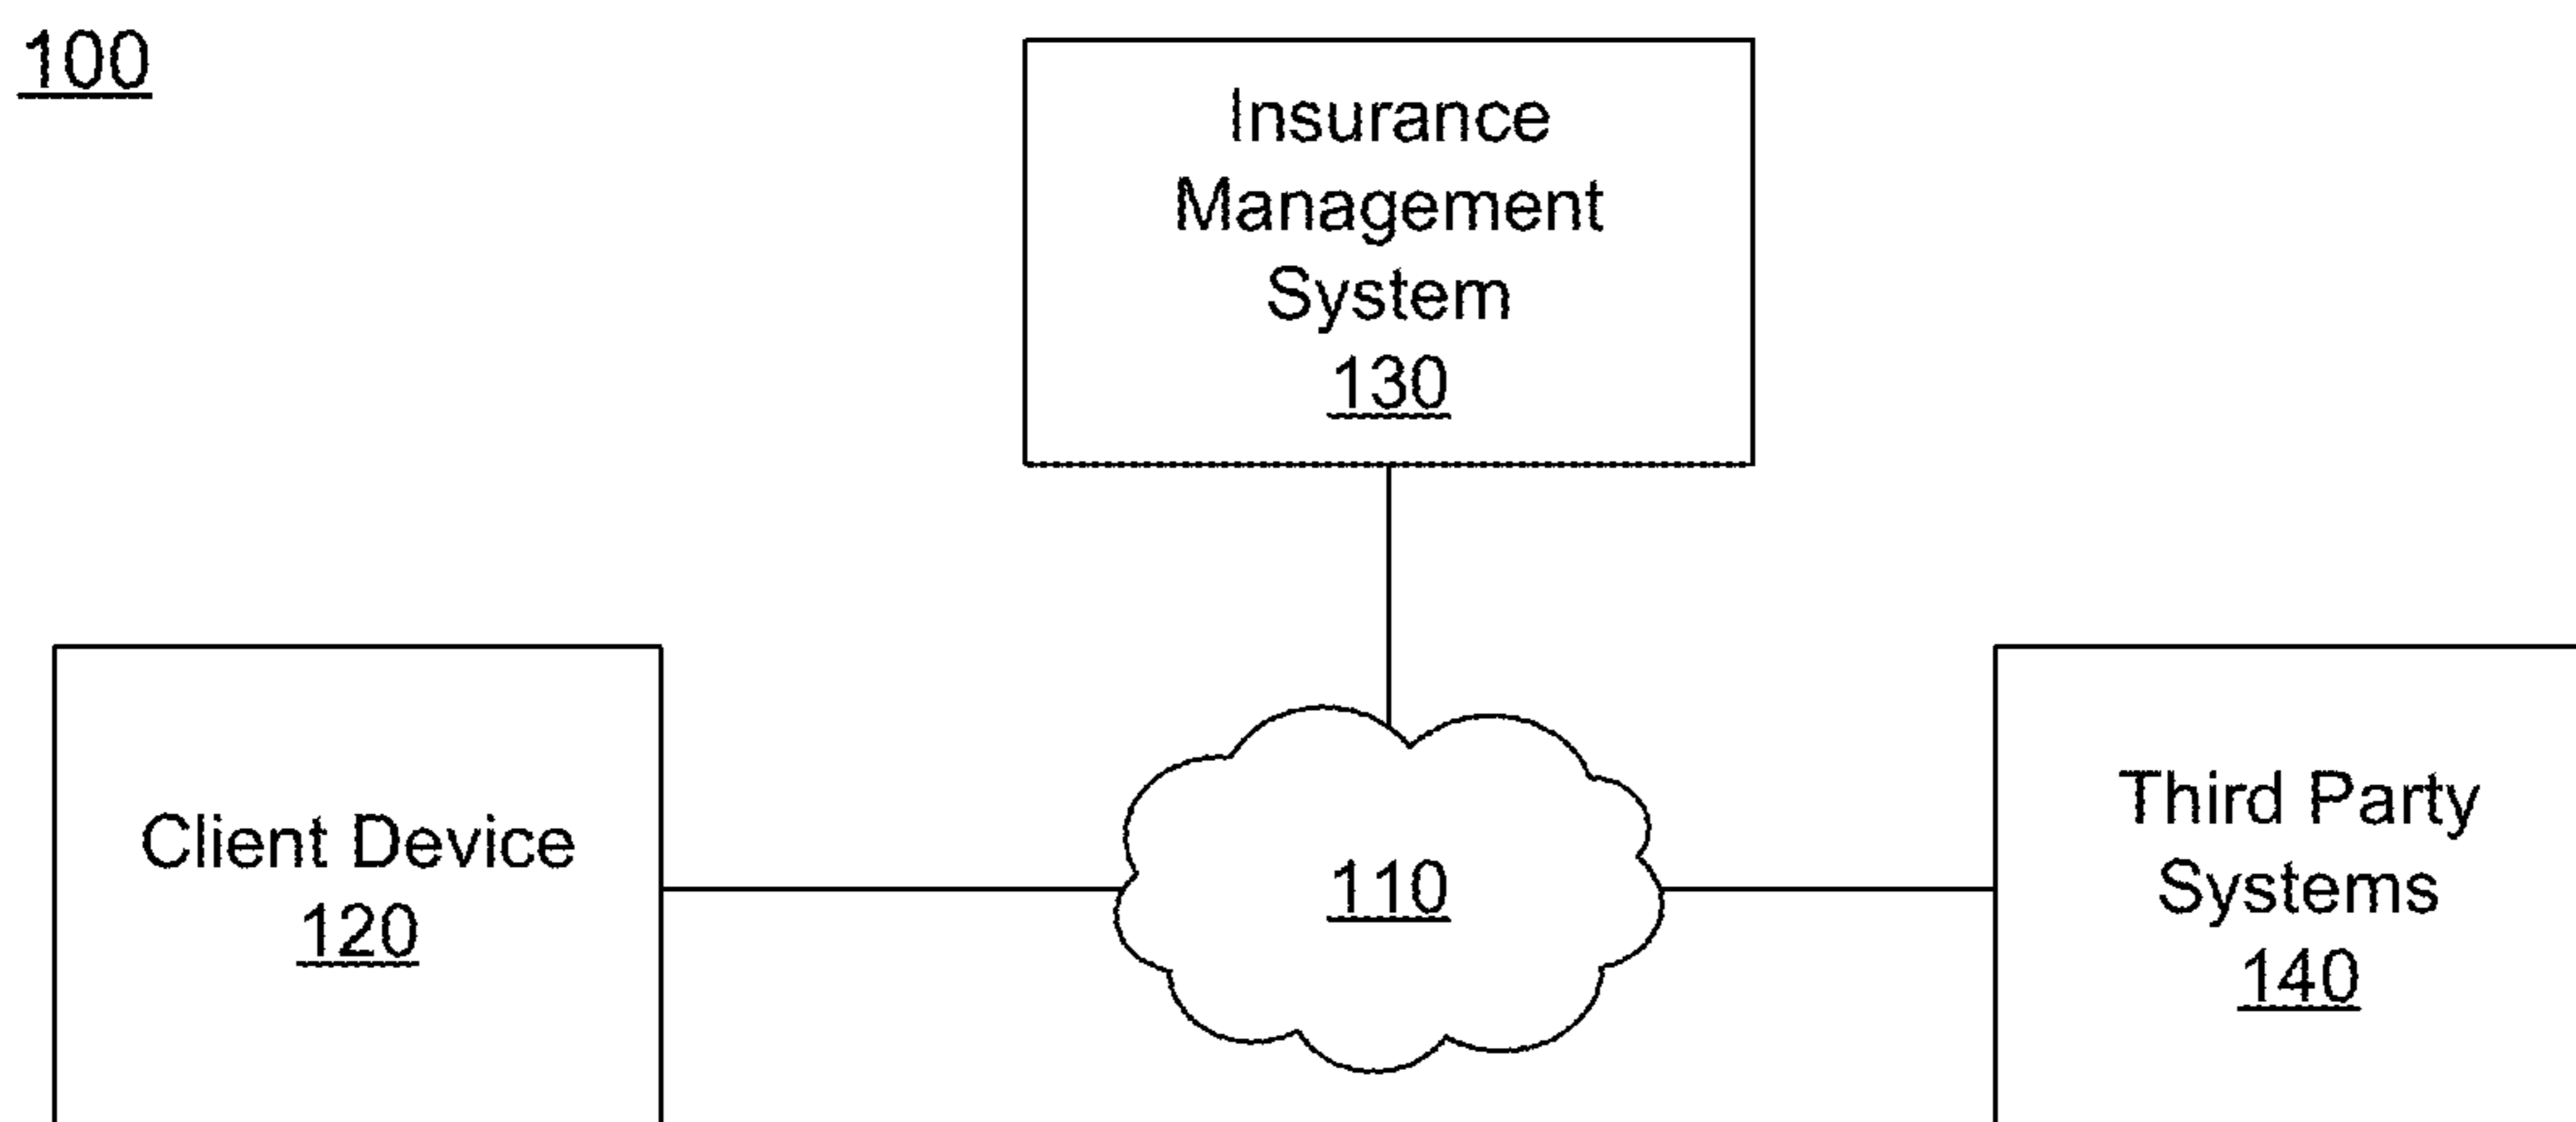 100
Insurance
Management
System
130
Client Device
120
110
Third Party
Systems
140